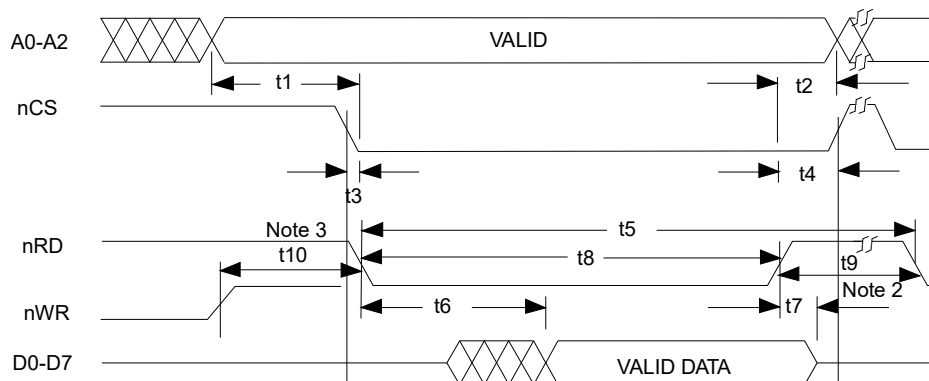 A0-A2
VALID
t1
t2
nCS
t3
t4
nRD
Note 3
t5
t10
t8
t9
nWR
t6
t7
Note 2
D0-D7
VALID DATA